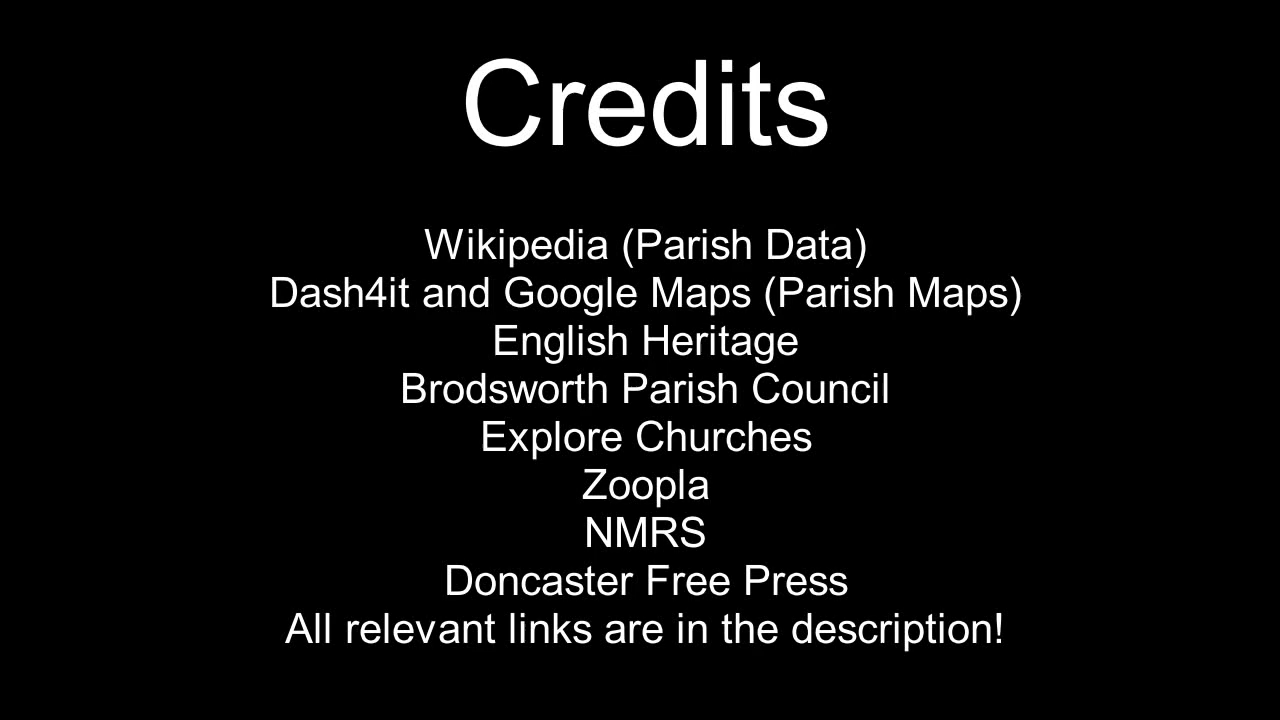 Credits
Wikipedia (Parish Data)
Dash4it and Google Maps (Parish Maps)
English Heritage
Brodsworth Parish Council
Explore Churches
Zoopla
NMRS
Doncaster Free Press
All relevant links are in the description!